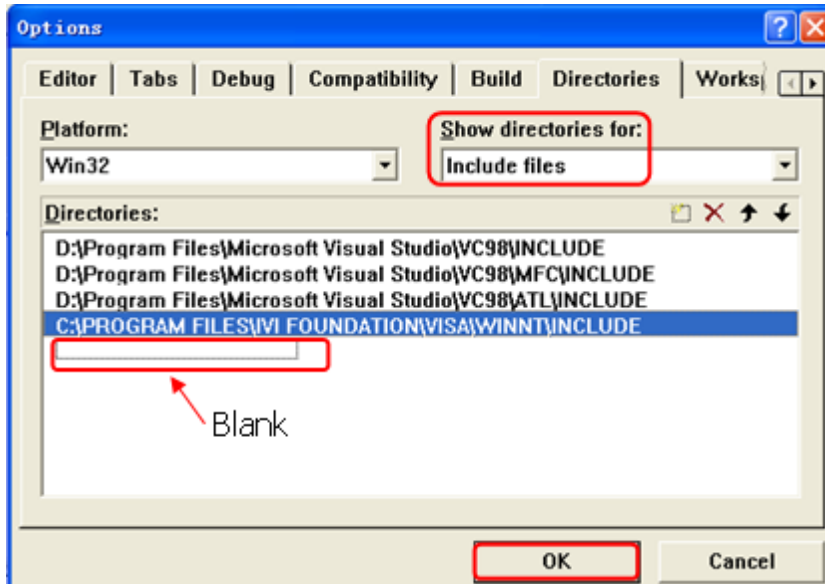 Options
Editor Tabs Debug Compatibility Build Directories
Platform: Show directories for:
Win32 Include files
Directories:
D:\Program Files\Microsoft Visual Studio\VC98\INCLUDE
D:\Program Files\Microsoft Visual Studio\VC98\MFC\INCLUDE
D:\Program Files\Microsoft Visual Studio\VC98\ATL\INCLUDE
C:\PROGRAM FILES\IVI FOUNDATION\VISA\WINNT\INCLUDE
Blank
OK Cancel